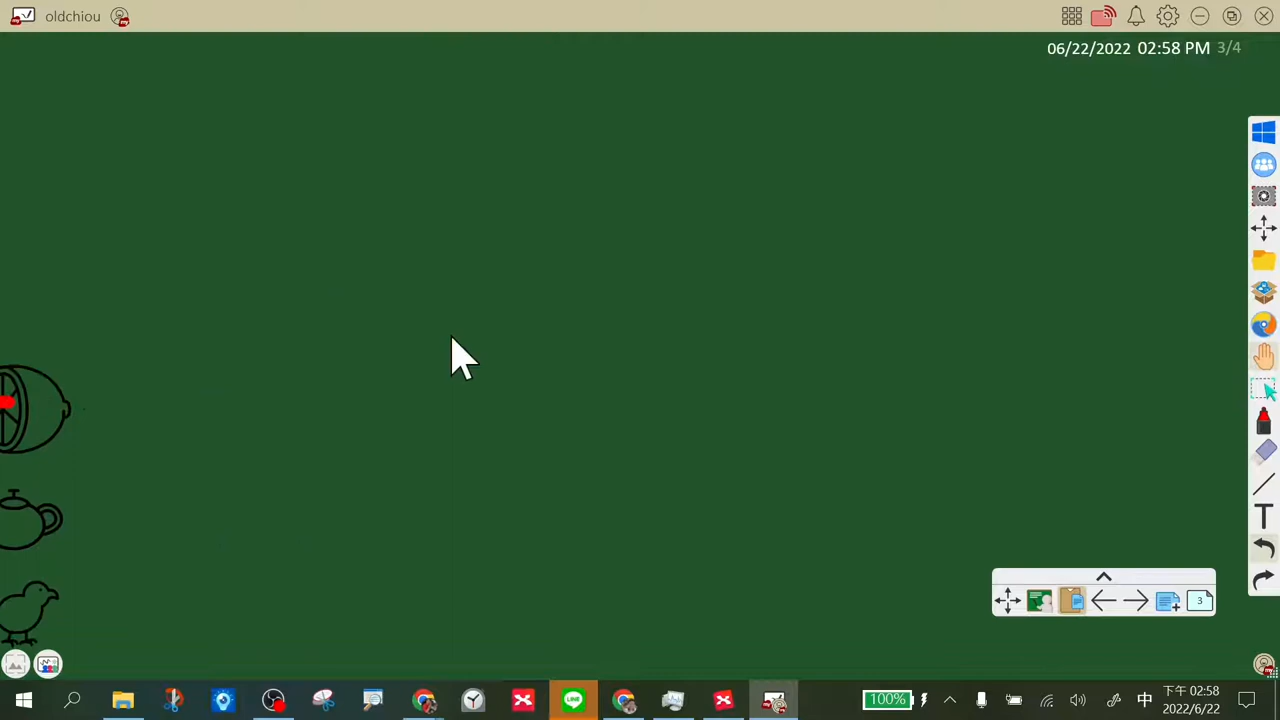 oldchiou
06/22/2022 02:58 PM 3/4
T
3
LINE
100%
中
下午 02:58
2022/6/22